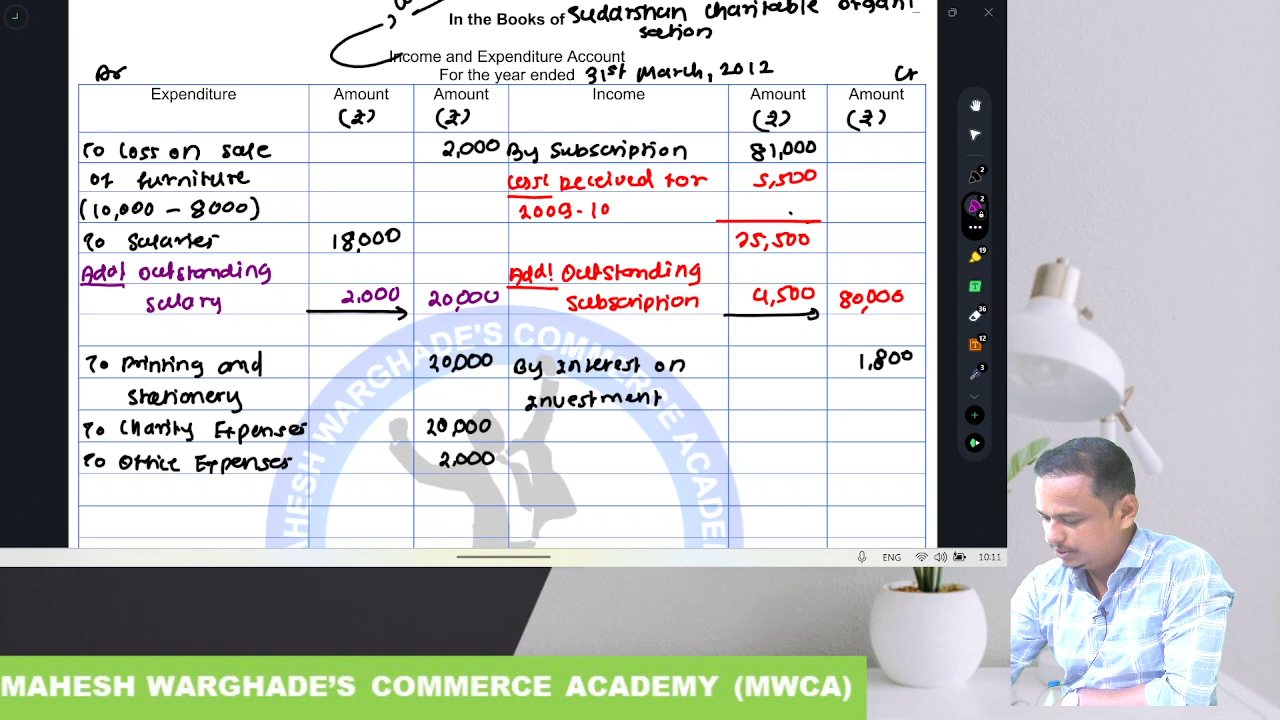 In the Books of Sudarshan Charitable Organi
sation
Income and Expenditure Account
For the year ended 31st March, 2012
Dr Cr
Expenditure Amount Amount Income Amount Amount
(₹) (₹) (₹) (₹)
To Loss on sale 2,000 By Subscription 81,000
of furniture Less: Received for 5,500
(10,000 - 8000) 2009-10
To Salaries 18,000 75,500
Add! Outstanding Add! Outstanding
salary 2,000 20,000 Subscription 4,500 80,000
To Printing and 20,000 By Interest on 1,800
Stationery Investment
To Charity Expenses 20,000
To Office Expenses 2,000
MAHESH WARGHADE'S COMMERCE ACADEM
ENG 10:11
MAHESH WARGHADE'S COMMERCE ACADEMY (MWCA)